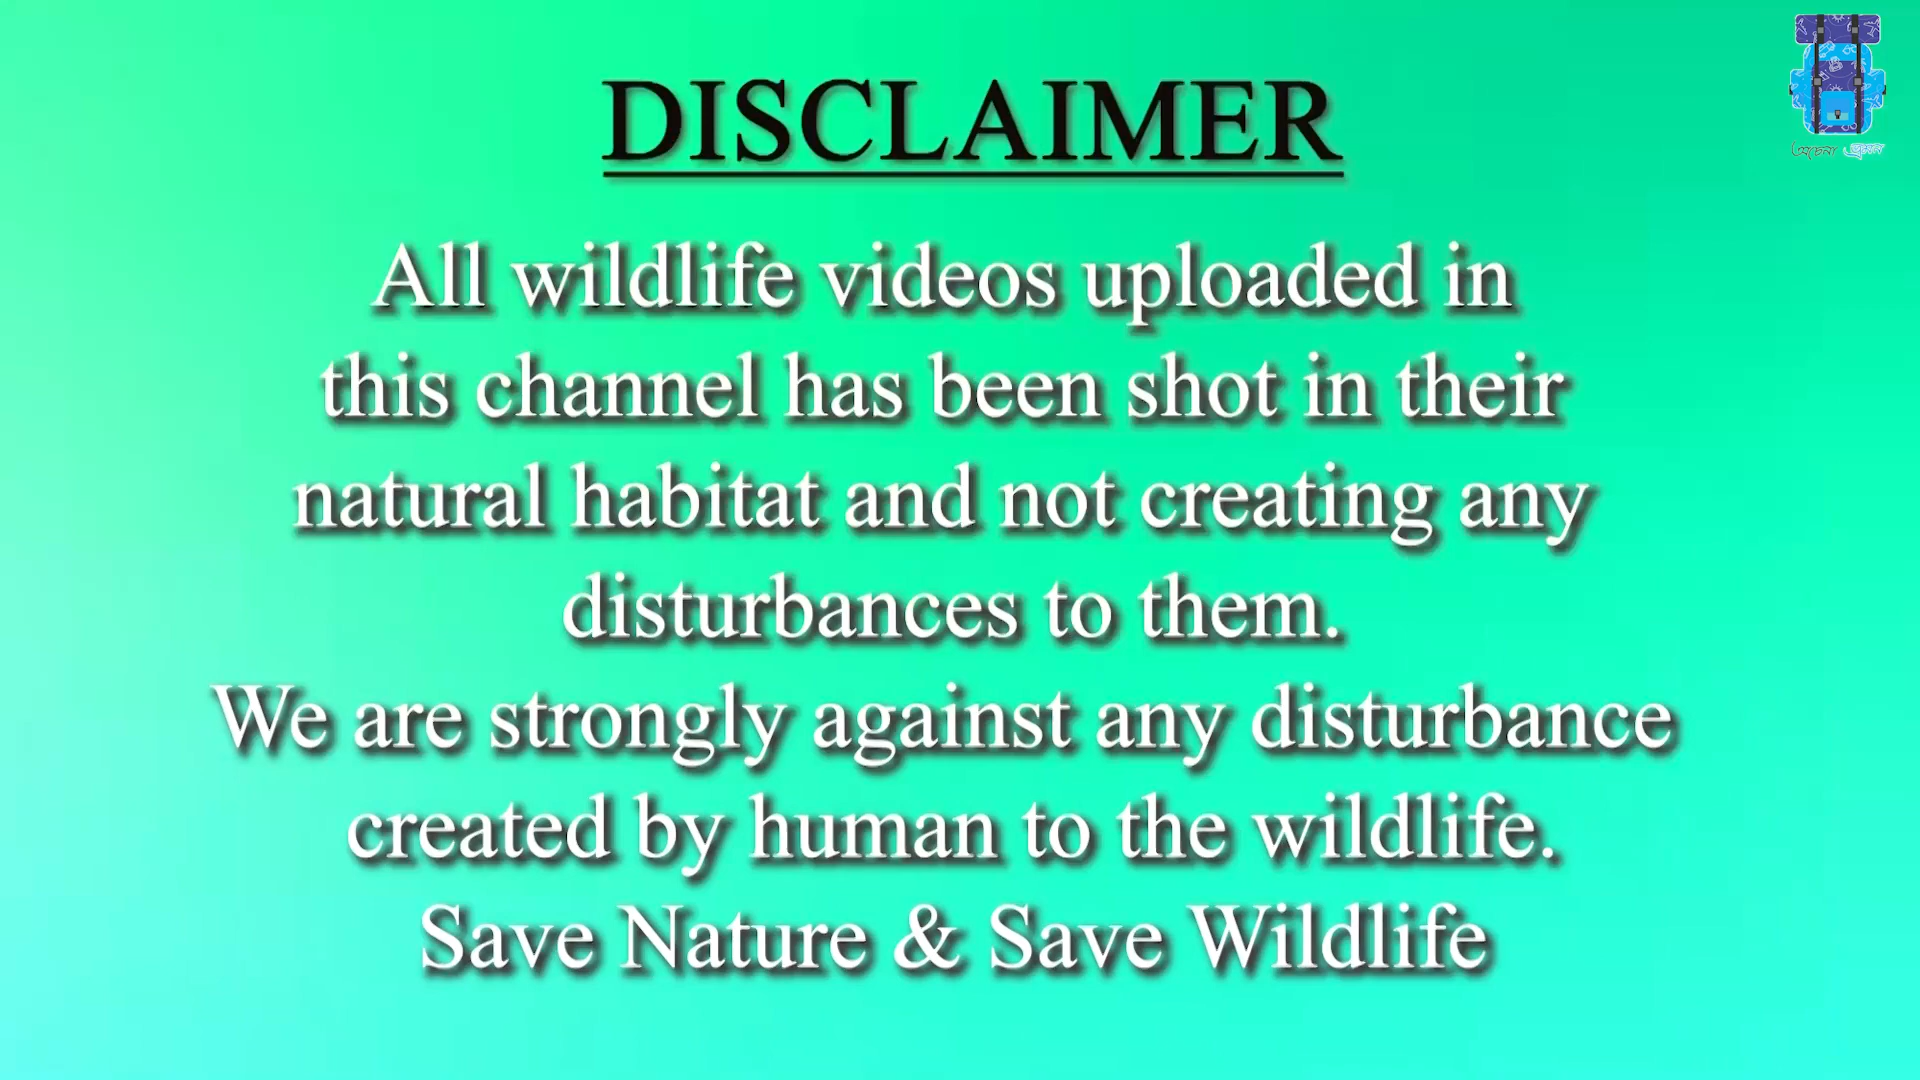 অচেনা ভ্রমণ
DISCLAIMER
All wildlife videos uploaded in
this channel has been shot in their
natural habitat and not creating any
disturbances to them.
We are strongly against any disturbance
created by human to the wildlife.
Save Nature & Save Wildlife